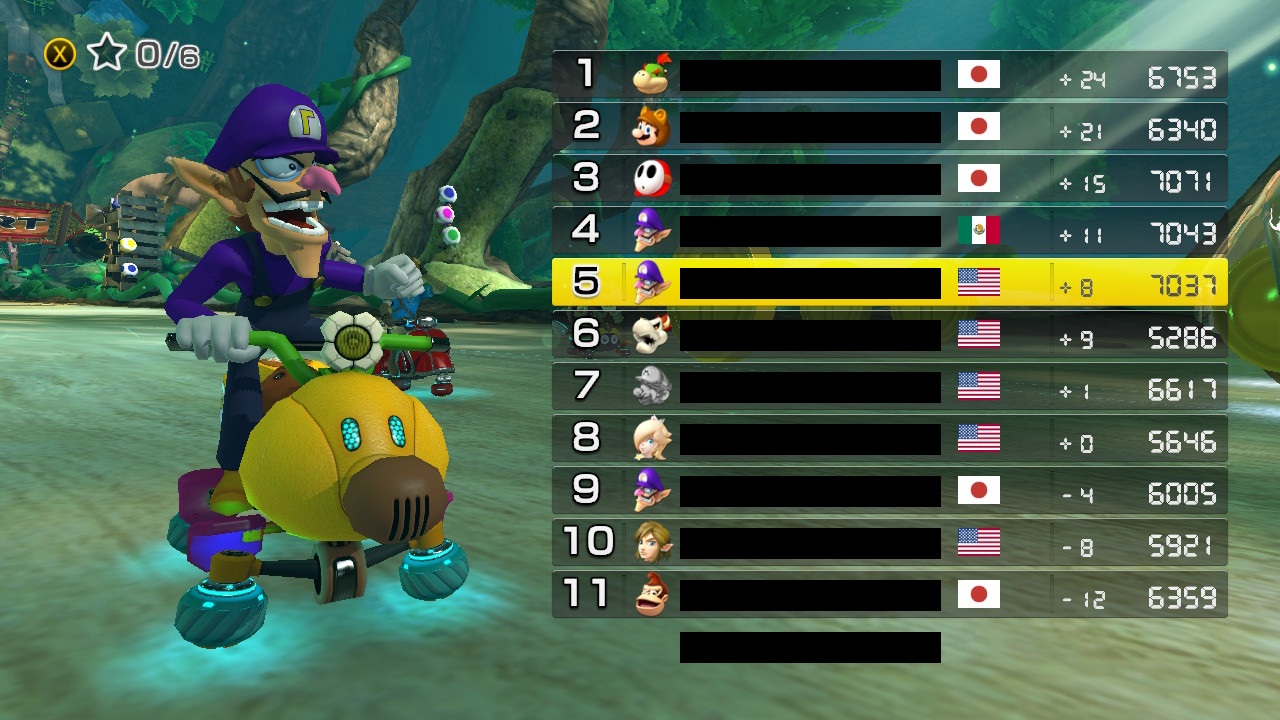 X 0/6
1 + 24 6753
2 + 21 6340
3 + 15 7071
4 + 11 7043
5 + 8 7037
6 + 9 5286
7 + 1 6617
8 + 0 5646
9 - 4 6005
10 - 8 5921
11 - 12 6359